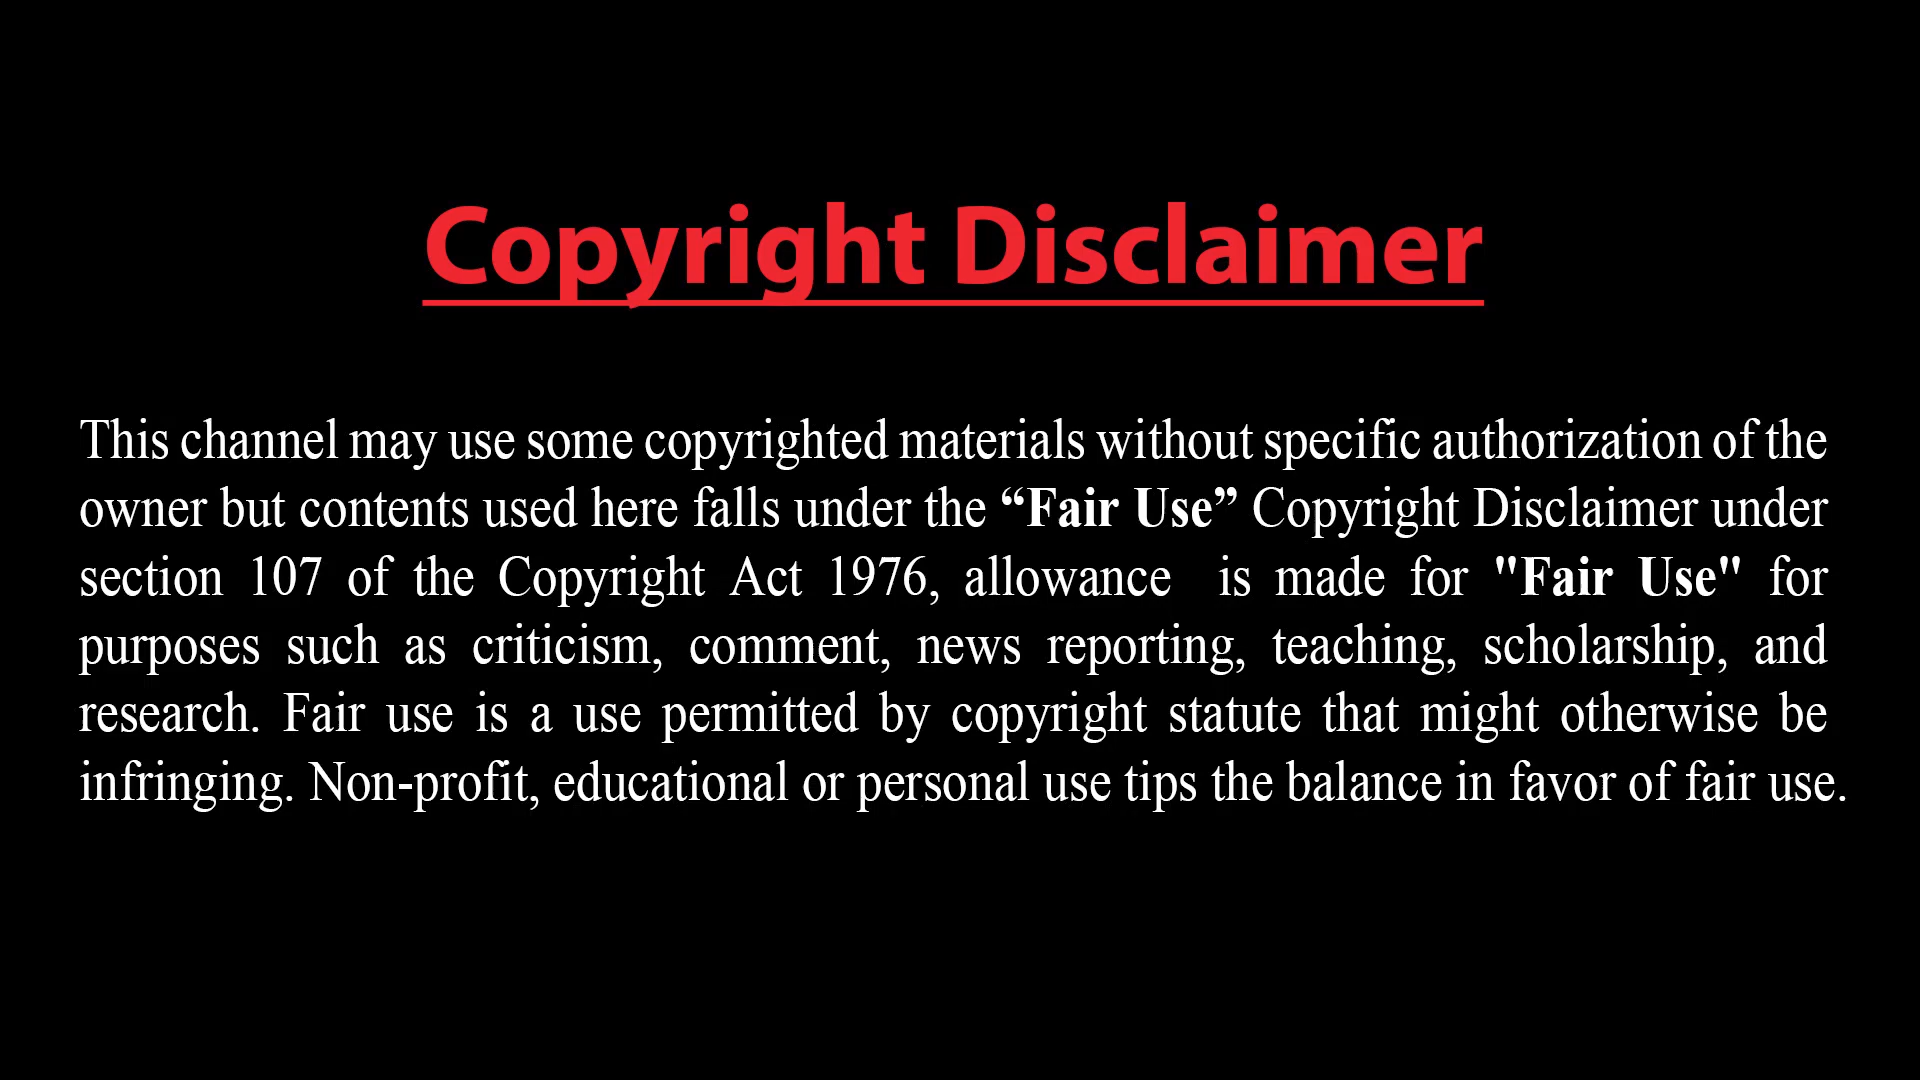 Copyright Disclaimer
This channel may use some copyrighted materials without specific authorization of the
owner but contents used here falls under the “Fair Use” Copyright Disclaimer under
section 107 of the Copyright Act 1976, allowance is made for "Fair Use" for
purposes such as criticism, comment, news reporting, teaching, scholarship, and
research. Fair use is a use permitted by copyright statute that might otherwise be
infringing. Non-profit, educational or personal use tips the balance in favor of fair use.